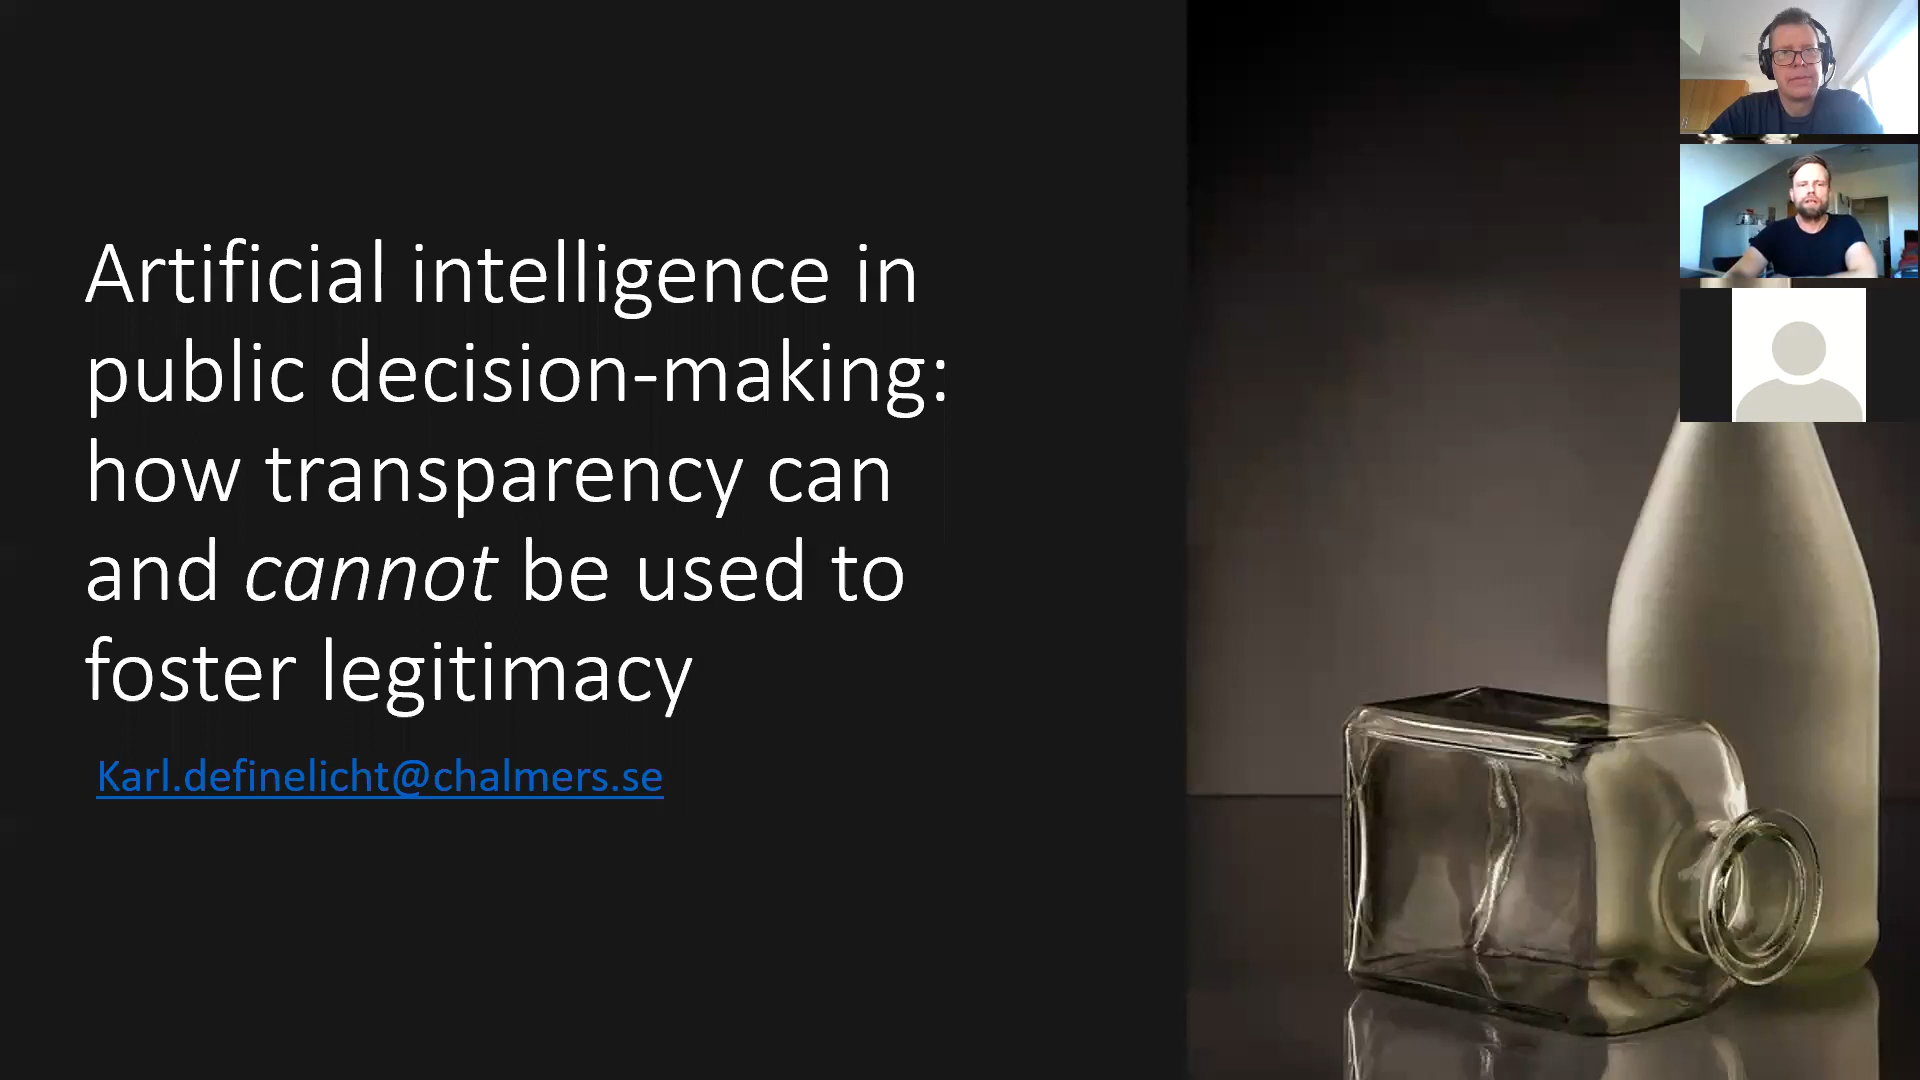 Artificial intelligence in
public decision-making:
how transparency can
and cannot be used to
foster legitimacy
Karl.definelicht@chalmers.se